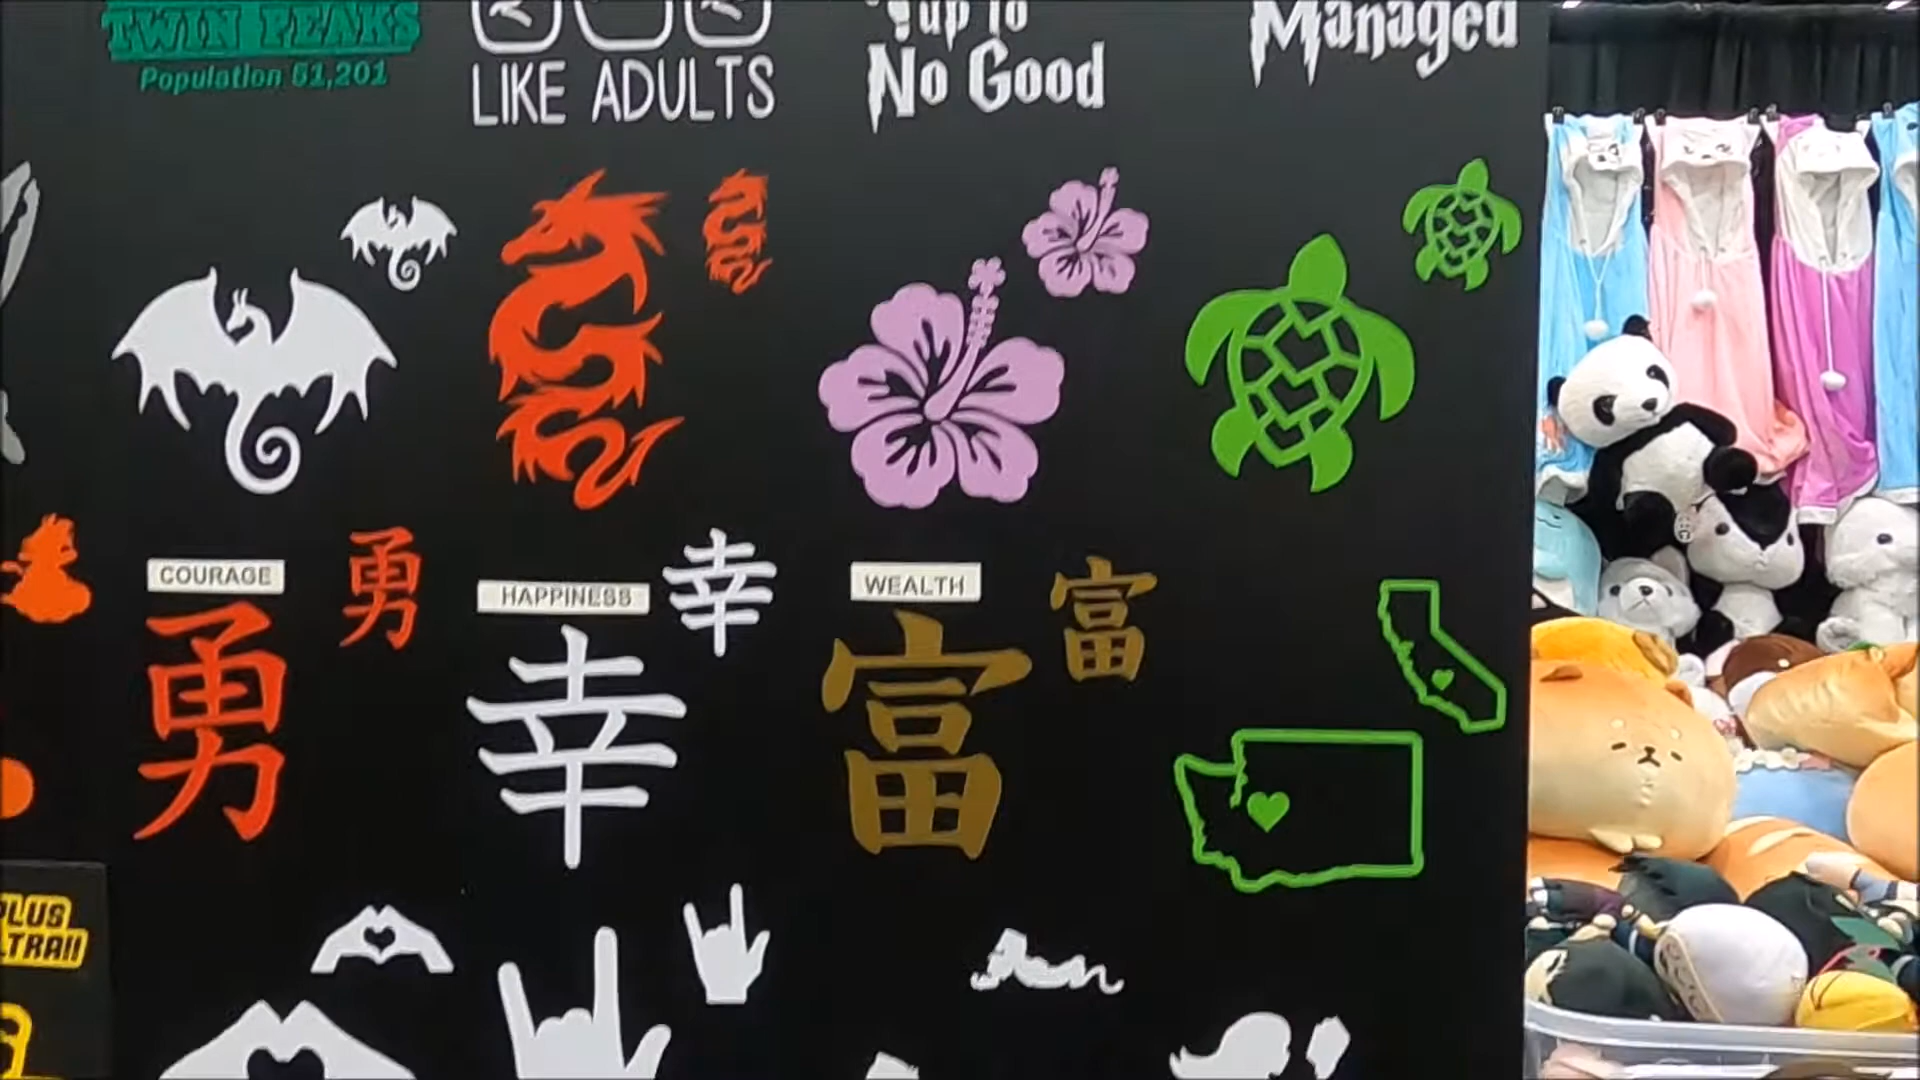 TWIN PEAKS
Population 51,201
LIKE ADULTS
up To
No Good
Managed
COURAGE
勇
勇
HAPPINESS
幸
幸
WEALTH
富
富
PLUS
LTRA!!